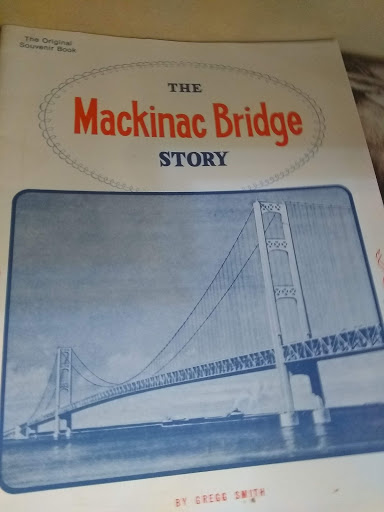 The Original
Souvenir Book
THE
Mackinac Bridge
STORY
BY GREGG SMITH